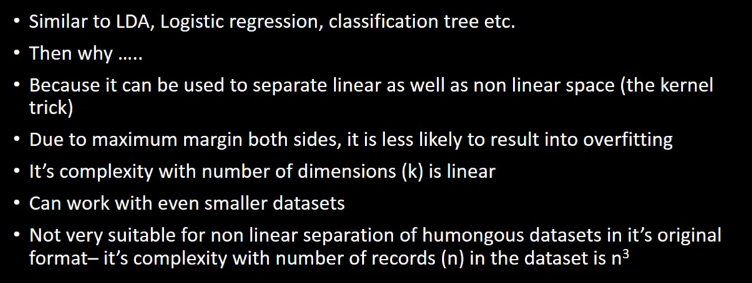 • Similar to LDA, Logistic regression, classification tree etc.
• Then why …..
• Because it can be used to separate linear as well as non linear space (the kernel
trick)
• Due to maximum margin both sides, it is less likely to result into overfitting
• It’s complexity with number of dimensions (k) is linear
• Can work with even smaller datasets
• Not very suitable for non linear separation of humongous datasets in it’s original
format– it’s complexity with number of records (n) in the dataset is n³